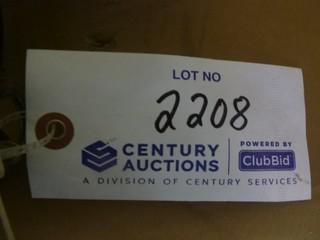 LOT NO
2208
CENTURY AUCTIONS
POWERED BY
ClubBid
A DIVISION OF CENTURY SERVICES